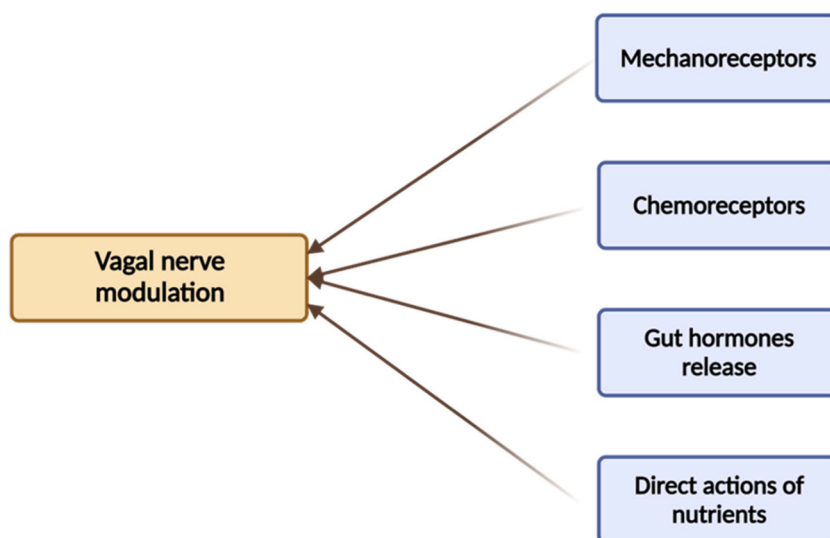 Mechanoreceptors
Chemoreceptors
Vagal nerve
modulation
Gut hormones
release
Direct actions of
nutrients